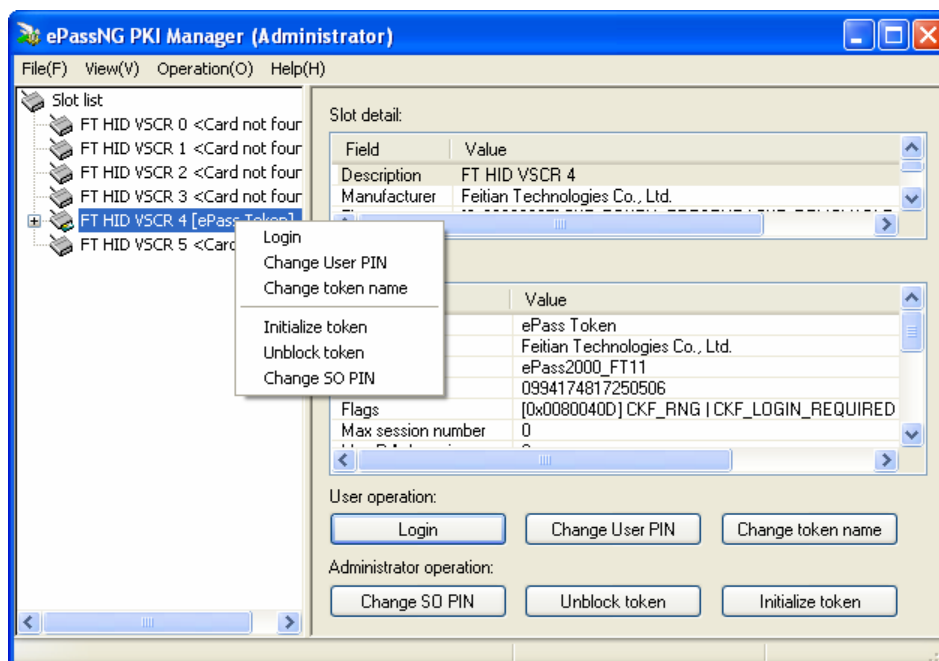 ePassNG PKI Manager (Administrator)
File(F) View(V) Operation(O) Help(H)
Slot list
FT HID VSCR 0 <Card not four
FT HID VSCR 1 <Card not four
FT HID VSCR 2 <Card not four
FT HID VSCR 3 <Card not four
FT HID VSCR 4 [ePass Token]
FT HID VSCR 5 <Card
Login
Change User PIN
Change token name
Initialize token
Unblock token
Change SO PIN
Slot detail:
Field Value
Description FT HID VSCR 4
Manufacturer Feitian Technologies Co., Ltd.
Value
ePass Token
Feitian Technologies Co., Ltd.
ePass2000_FT11
0994174817250506
Flags [0x0080040D] CKF_RNG | CKF_LOGIN_REQUIRED
Max session number 0
User operation:
Login Change User PIN Change token name
Administrator operation:
Change SO PIN Unblock token Initialize token